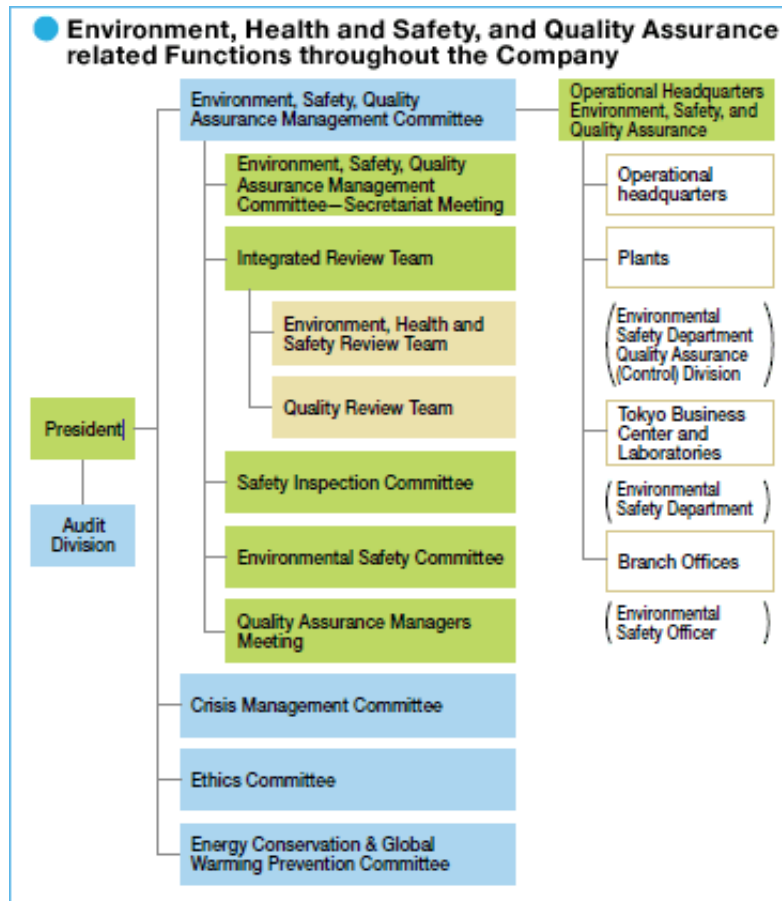 Environment, Health and Safety, and Quality Assurance
related Functions throughout the Company
Environment, Safety, Quality
Assurance Management Committee
Operational Headquarters
Environment, Safety, and
Quality Assurance
Environment, Safety, Quality
Assurance Management
Committee—Secretariat Meeting
Operational
headquarters
Integrated Review Team
Plants
Environment, Health and
Safety Review Team
(Environmental
Safety Department
Quality Assurance
(Control) Division)
Quality Review Team
President
Tokyo Business
Center and
Laboratories
Audit
Division
Safety Inspection Committee
(Environmental
Safety Department)
Environmental Safety Committee
Branch Offices
Quality Assurance Managers
Meeting
(Environmental
Safety Officer)
Crisis Management Committee
Ethics Committee
Energy Conservation & Global
Warming Prevention Committee